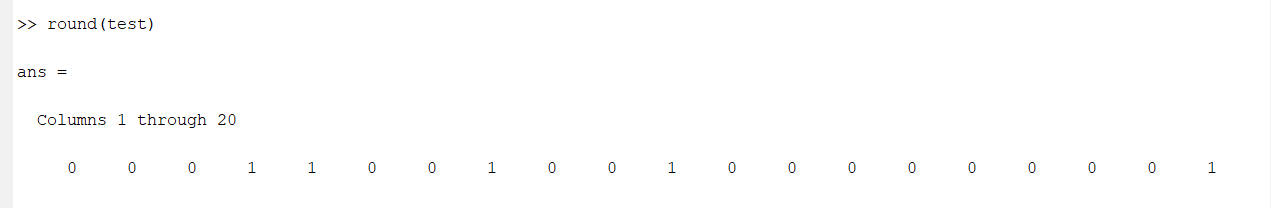 >> round(test)
ans =
Columns 1 through 20
0 0 0 1 1 0 0 1 0 0 1 0 0 0 0 0 0 0 0 1